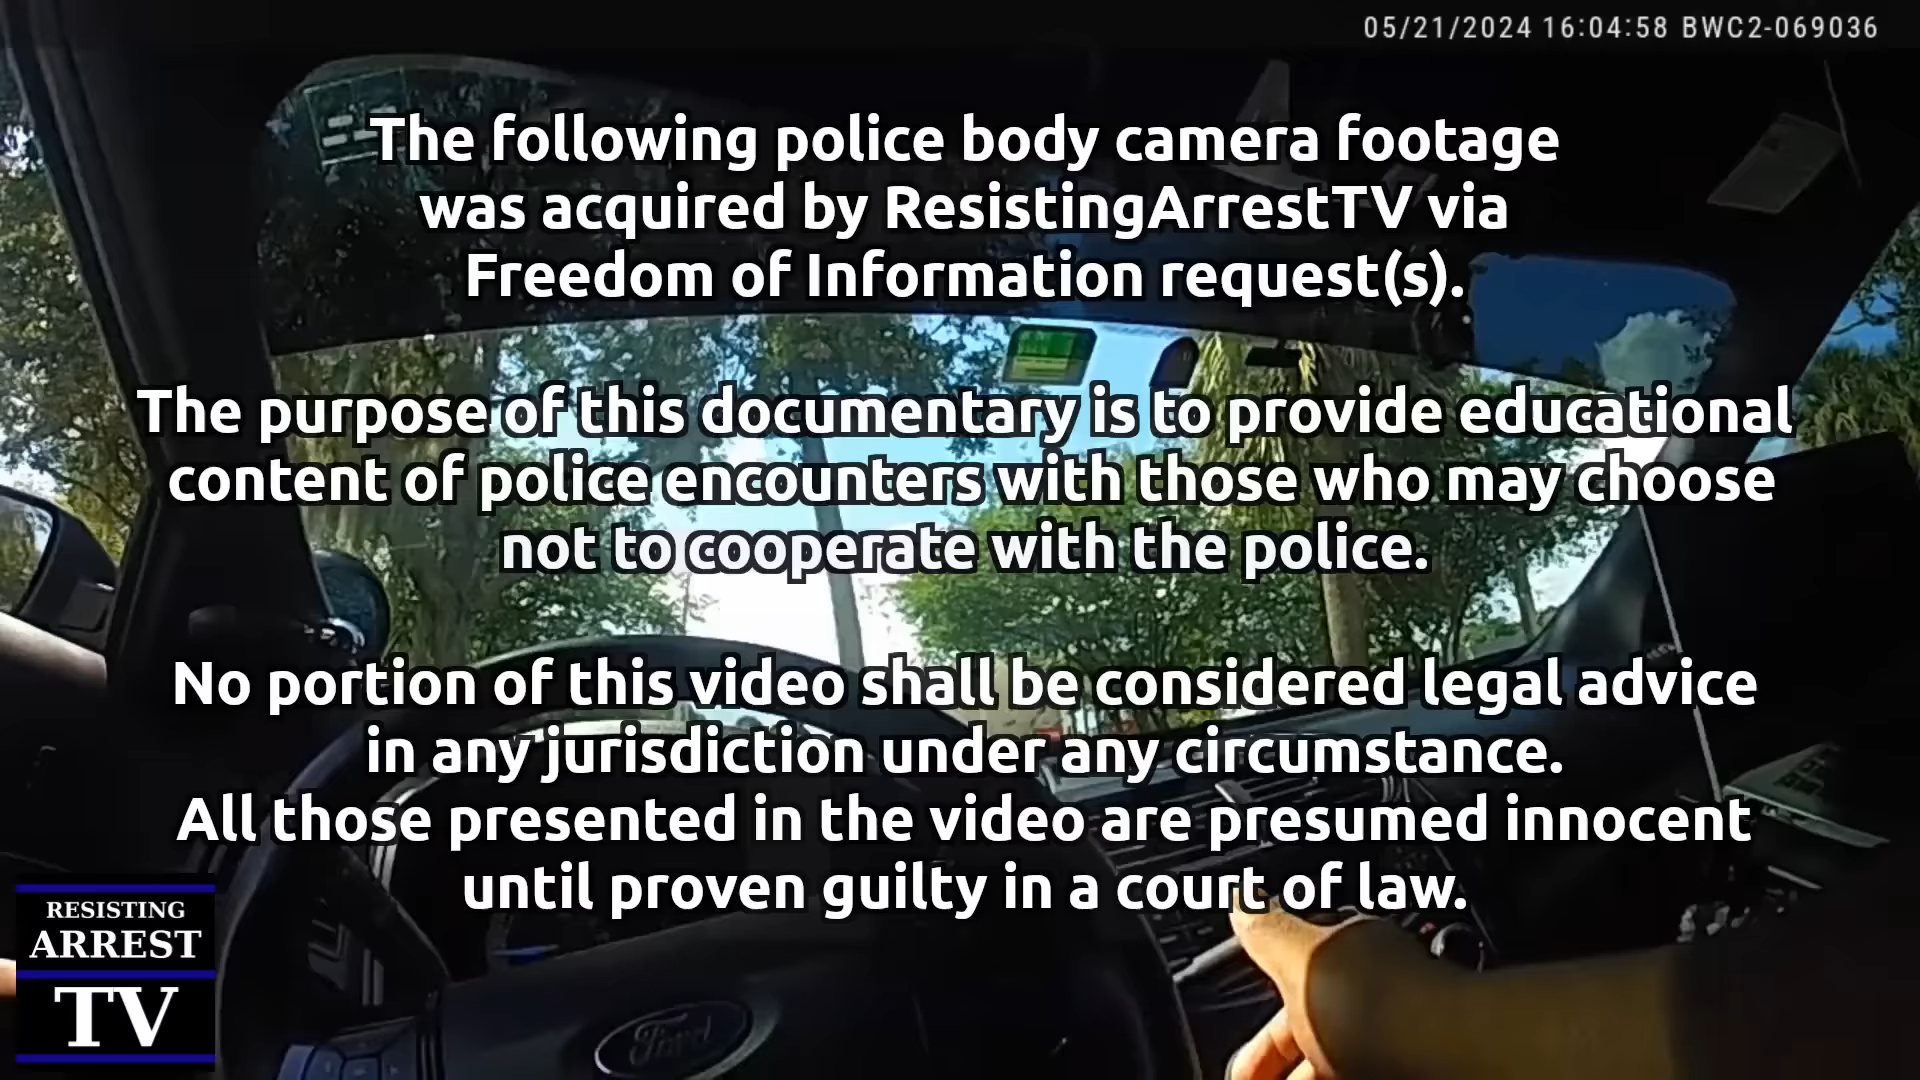 05/21/2024 16:04:58 BWC2-069036
The following police body camera footage
was acquired by ResistingArrestTV via
Freedom of Information request(s).
The purpose of this documentary is to provide educational
content of police encounters with those who may choose
not to cooperate with the police.
No portion of this video shall be considered legal advice
in any jurisdiction under any circumstance.
All those presented in the video are presumed innocent
until proven guilty in a court of law.
RESISTING
ARREST
TV
Ford